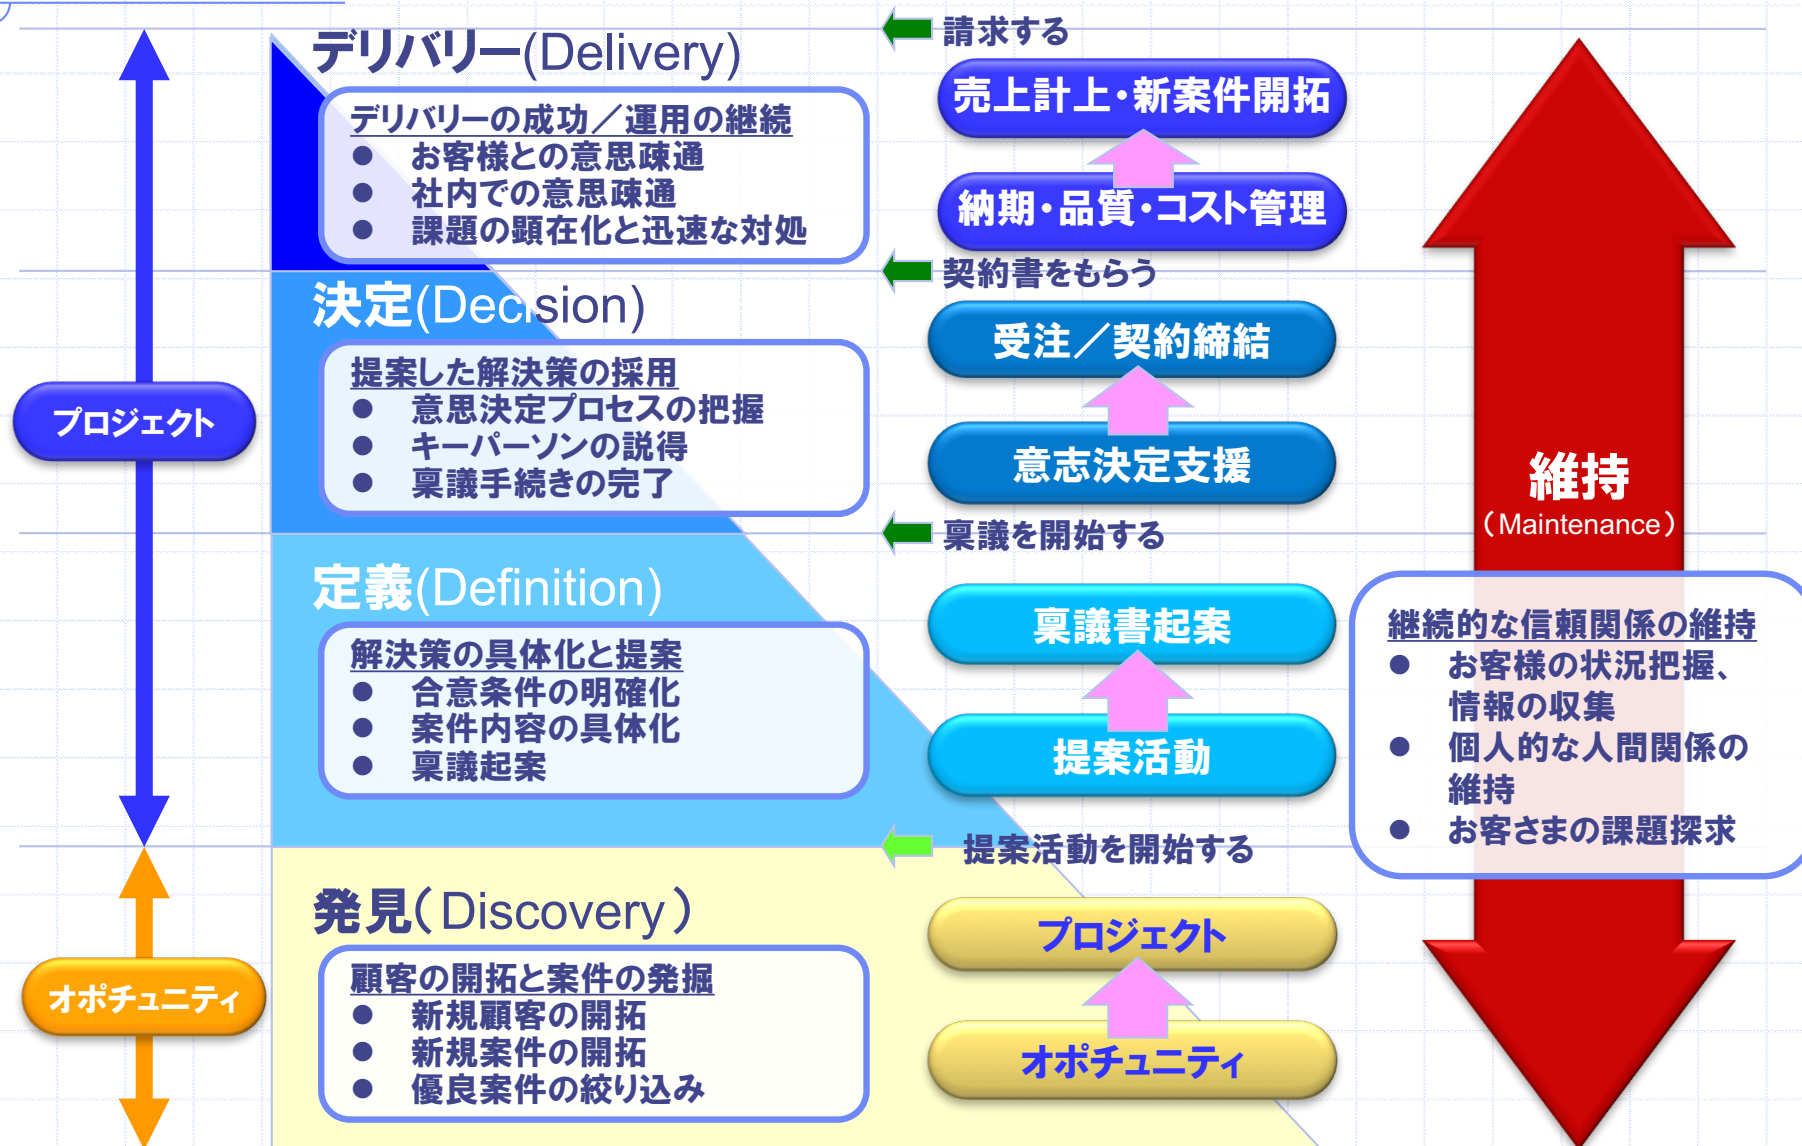 請求する
デリバリー(Delivery)
デリバリーの成功／運用の継続
● お客様との意思疎通
● 社内での意思疎通
● 課題の顕在化と迅速な対処
売上計上・新案件開拓
納期・品質・コスト管理
契約書をもらう
決定(Decision)
提案した解決策の採用
● 意思決定プロセスの把握
● キーパーソンの説得
● 稟議手続きの完了
受注／契約締結
意志決定支援
プロジェクト
稟議を開始する
定義(Definition)
解決策の具体化と提案
● 合意条件の明確化
● 案件内容の具体化
● 稟議起案
稟議書起案
提案活動
提案活動を開始する
発見(Discovery)
顧客の開拓と案件の発掘
● 新規顧客の開拓
● 新規案件の開拓
● 優良案件の絞り込み
プロジェクト
オポチュニティ
オポチュニティ
維持
（Maintenance）
継続的な信頼関係の維持
● お客様の状況把握、
情報の収集
● 個人的な人間関係の
維持
● お客さまの課題探求